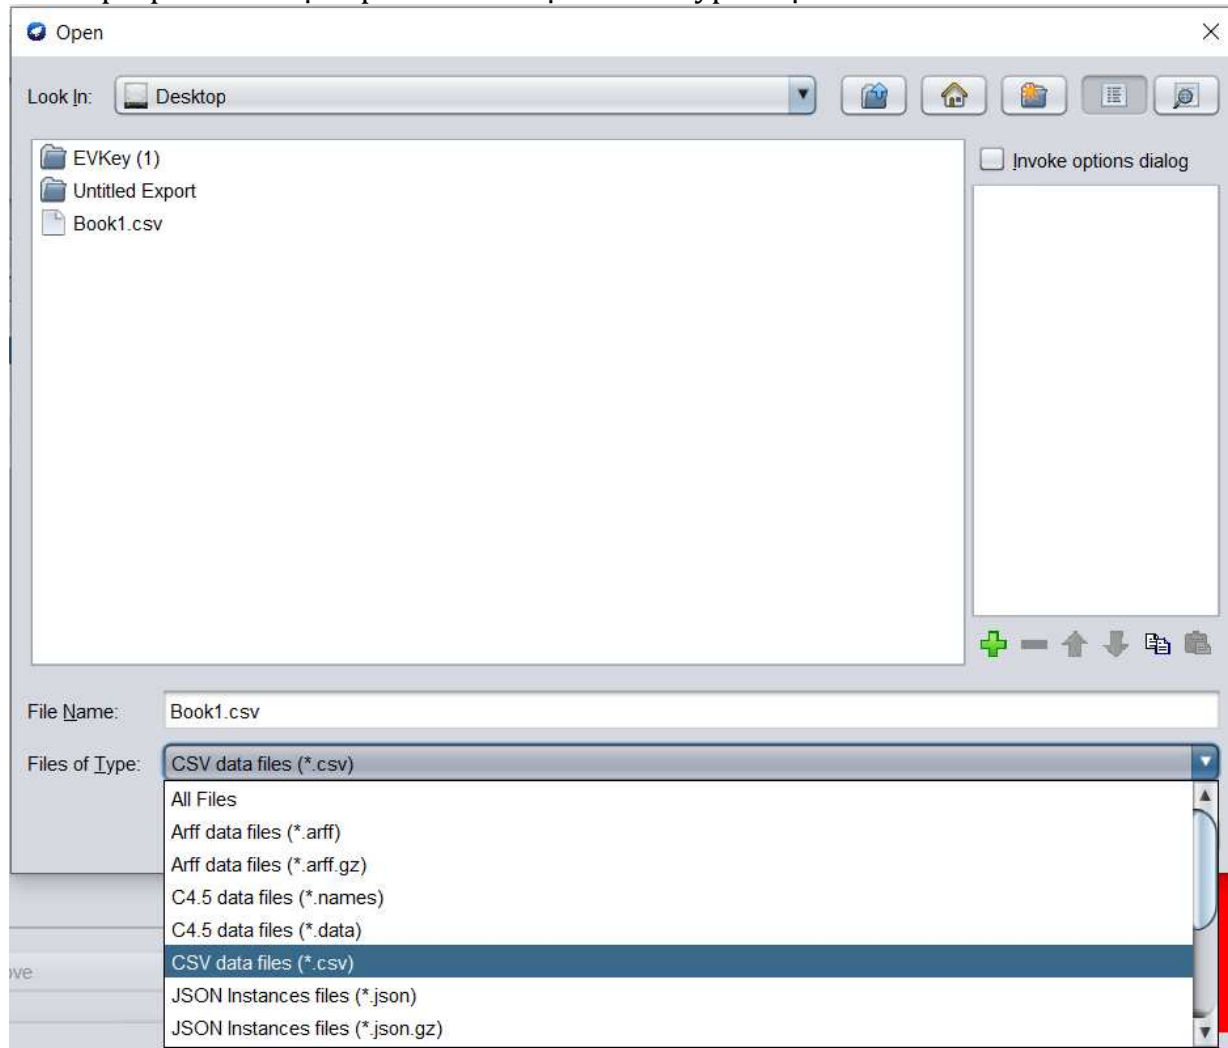 Open
Look In: Desktop
EVKey (1)
Untitled Export
Book1.csv
Invoke options dialog
File Name: Book1.csv
Files of Type: CSV data files (*.csv)
All Files
Arff data files (*.arff)
Arff data files (*.arff.gz)
C4.5 data files (*.names)
C4.5 data files (*.data)
CSV data files (*.csv)
JSON Instances files (*.json)
JSON Instances files (*.json.gz)